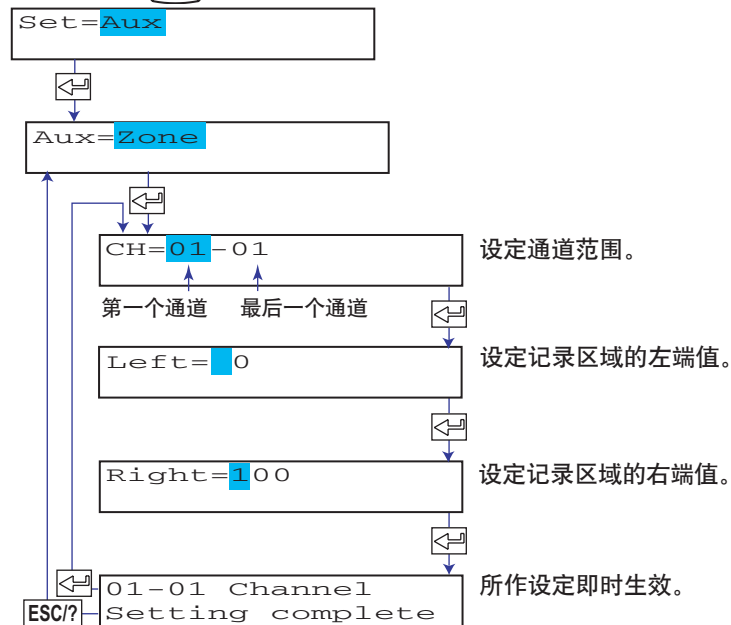 Set=Aux
Aux=Zone
CH=01-01 设定通道范围。
第一个通道 最后一个通道
Left= 0 设定记录区域的左端值。
Right=100 设定记录区域的右端值。
01-01 Channel 所作设定即时生效。
ESC/? Setting complete